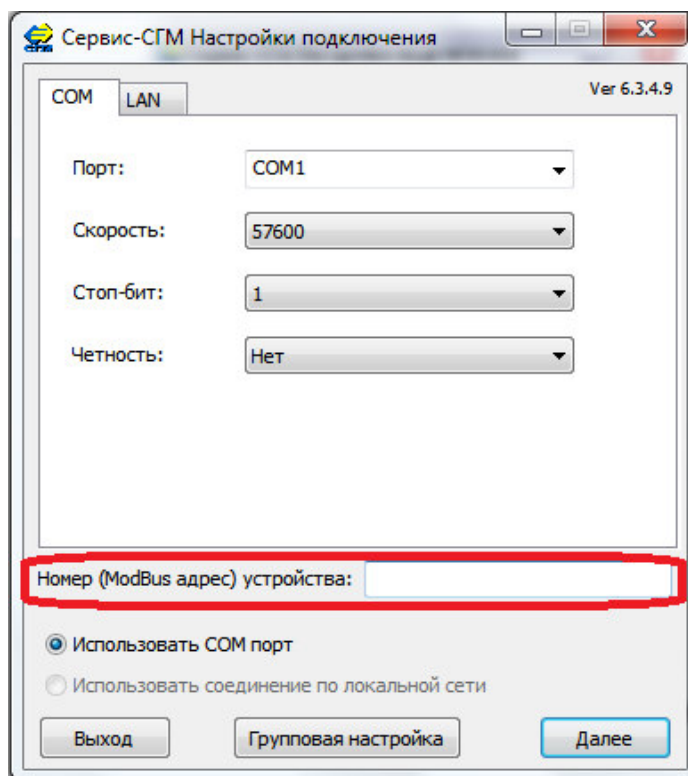 Сервис-СГМ Настройки подключения
COM LAN Ver 6.3.4.9
Порт: COM1
Скорость: 57600
Стоп-бит: 1
Четность: Нет
Номер (ModBus адрес) устройства:
Использовать COM порт
Использовать соединение по локальной сети
Выход Групповая настройка Далее